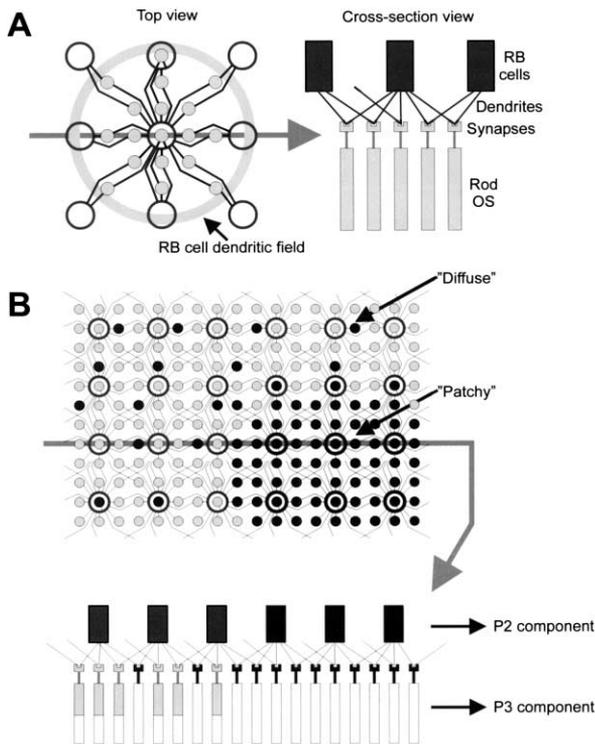 A
Top view
Cross-section view
RB
cells
Dendrites
Synapses
Rod
OS
RB cell dendritic field
B
"Diffuse"
"Patchy"
P2 component
P3 component